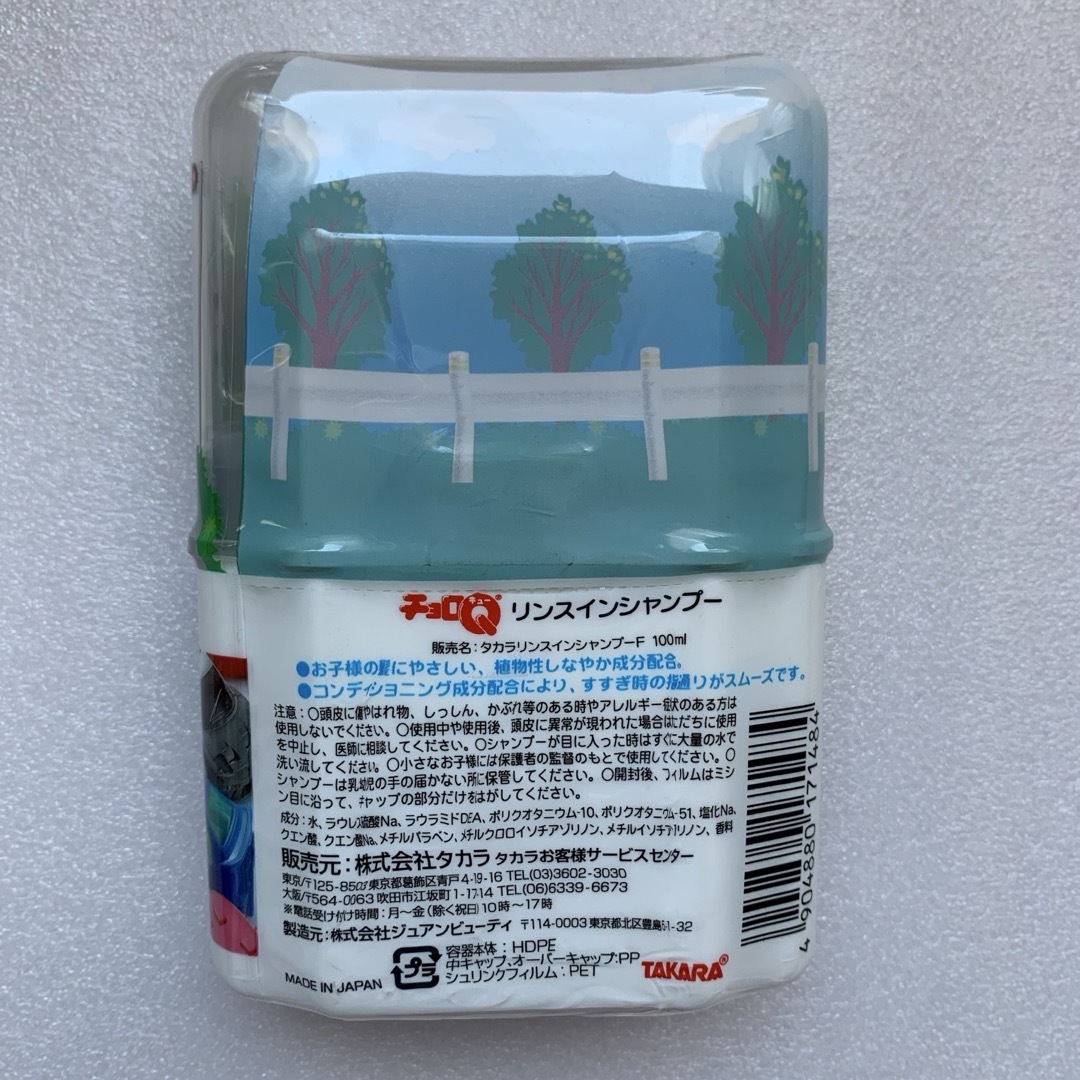 チョロQ キュー リンスインシャンプー
販売名：タカラリンスインシャンプーF 100ml
●お子様の髪にやさしい、植物性しなやか成分配合。
●コンディショニング成分配合により、すすぎ時の指通りがスムーズです。
注意：○頭皮に傷やはれ物、しっしん、かぶれ等のある時やアレルギー症状のある方は
使用しないでください。○使用中や使用後、頭皮に異常が現われた場合はただちに使用
を中止し、医師に相談してください。○シャンプーが目に入った時はすぐに大量の水で
洗い流してください。○小さなお子様には保護者の監督のもとで使用してください。○
シャンプーは乳幼児の手の届かない所に保管してください。○開封後、フィルムはミシ
ン目に沿って、キャップの部分だけをはがしてください。
成分：水、ラウレス硫酸Na、ラウラミドDEA、ポリクオタニウム-10、ポリクオタニウム-51、塩化Na、
クエン酸、クエン酸Na、メチルパラベン、メチルクロロイソチアゾリノン、メチルイソチアゾリノン、香料
販売元：株式会社タカラ タカラお客様サービスセンター
東京/〒125-8503 東京都葛飾区青戸4-19-16 TEL(03)3602-3030
大阪/〒564-0063 吹田市江坂町1-17-14 TEL(06)6339-6673
※電話受け付け時間：月～金（除く祝日）10時～17時
製造元：株式会社ジュアンビューティ 〒114-0003 東京都北区豊島5-1-32
MADE IN JAPAN
プラ
容器本体：HDPE
中キャップ、オーバーキャップ：PP
シュリンクフィルム：PET
TAKARA®
4904880171484